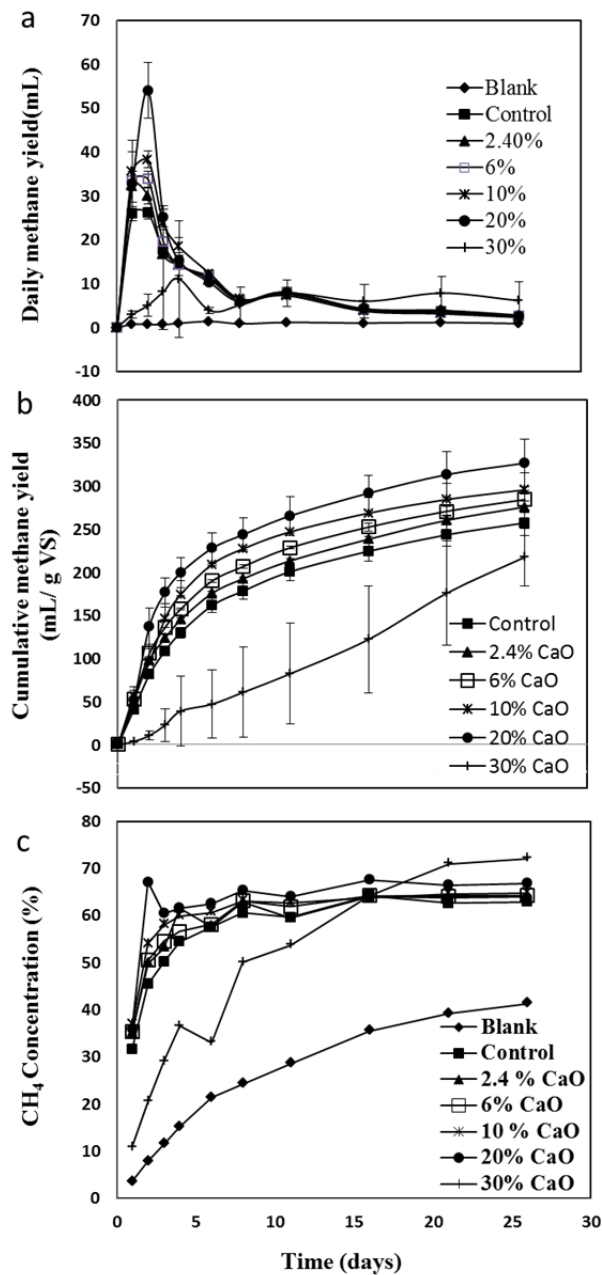 a
70
60
50
40
30
20
10
0
-10
Daily methane yield(mL)
Blank
Control
2.40%
6%
10%
20%
30%
b
400
350
300
250
200
150
100
50
0
-50
Cumulative methane yield
(mL/ g VS)
Control
2.4% CaO
6% CaO
10% CaO
20% CaO
30% CaO
c
80
70
60
50
40
30
20
10
0
CH₄ Concentration (%)
Blank
Control
2.4 % CaO
6% CaO
10 % CaO
20% CaO
30% CaO
0 5 10 15 20 25 30
Time (days)